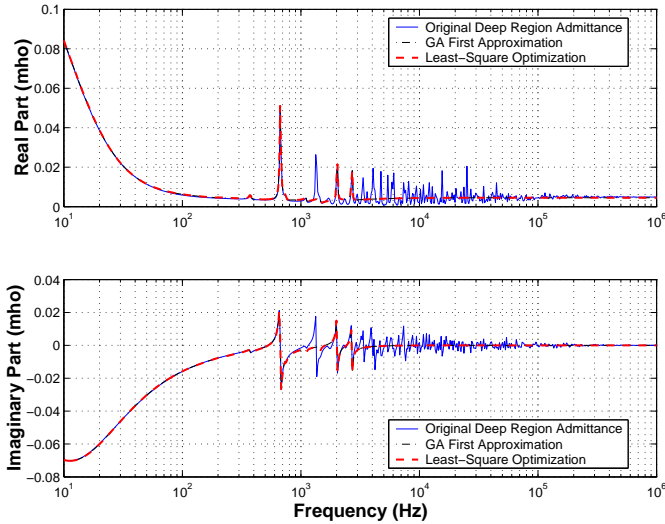 0.1
0.08
0.06
0.04
0.02
0
Real Part (mho)
Original Deep Region Admittance
GA First Approximation
Least−Square Optimization
10^1
10^2
10^3
10^4
10^5
10^6
0.04
0.02
0
−0.02
−0.04
−0.06
−0.08
Imaginary Part (mho)
Original Deep Region Admittance
GA First Approximation
Least−Square Optimization
10^1
10^2
10^3
10^4
10^5
10^6
Frequency (Hz)